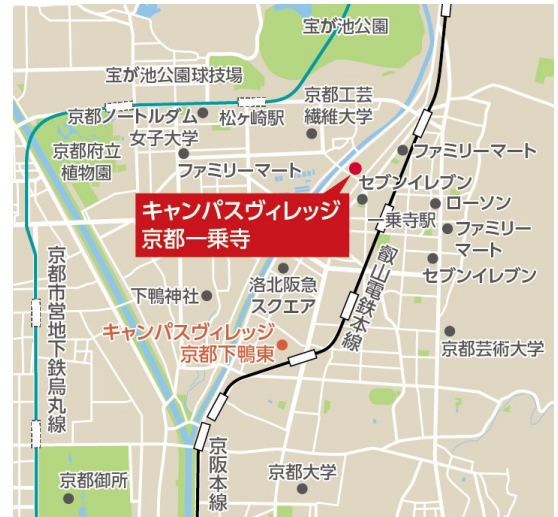 宝が池公園
宝が池公園球技場
京都ノートルダム
女子大学
松ヶ崎駅
京都工芸
繊維大学
京都府立
植物園
ファミリーマート
ファミリーマート
セブンイレブン
キャンパスヴィレッジ
京都一乗寺
一乗寺駅
ローソン
ファミリー
マート
セブンイレブン
叡山電鉄本線
洛北阪急
スクエア
下鴨神社
京都市営地下鉄烏丸線
キャンパスヴィレッジ
京都下鴨東
京都芸術大学
京阪本線
京都御所
京都大学